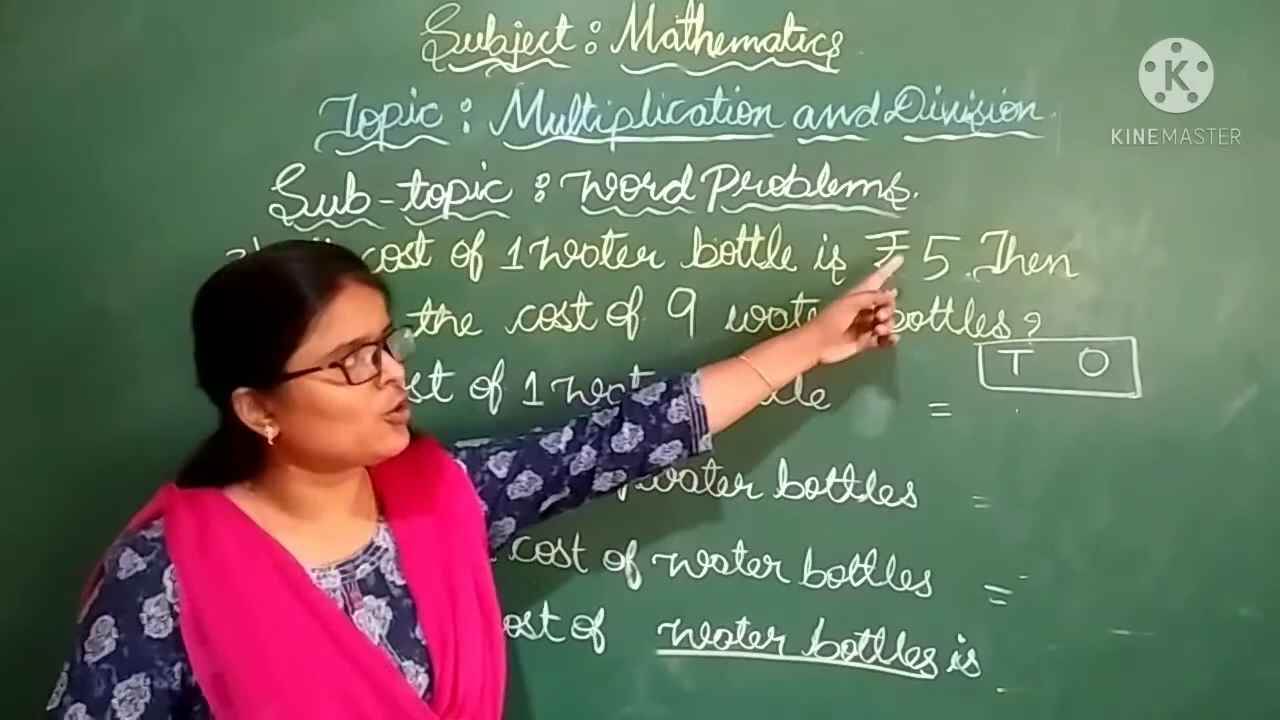 Subject : Mathematics
K
KINEMASTER
Topic : Multiplication and Division.
Sub-topic : Word Problems.
cost of 1 water bottle is ₹ 5. Then
the cost of 9 bottles?
T O
of 1 =
water bottles =
cost of water bottles =
of water bottles is